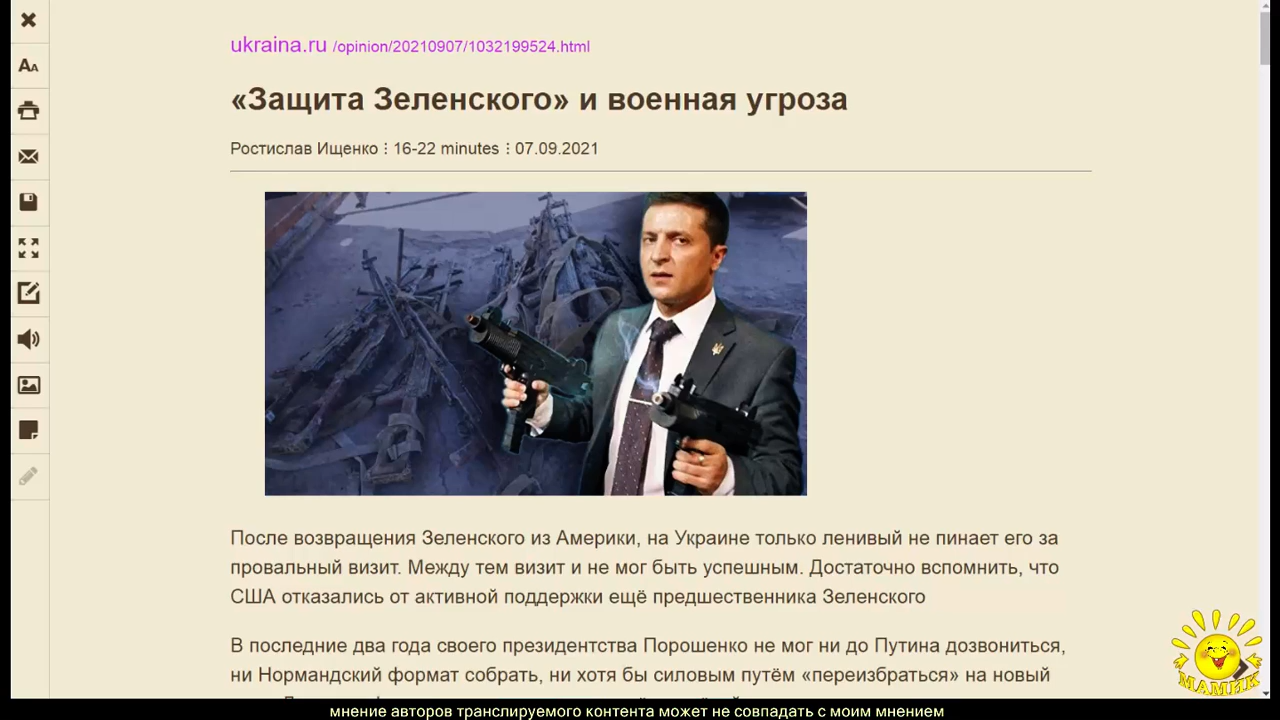 ukraina.ru /opinion/20210907/1032199524.html
«Защита Зеленского» и военная угроза
Ростислав Ищенко ⋮ 16-22 minutes ⋮ 07.09.2021
После возвращения Зеленского из Америки, на Украине только ленивый не пинает его за
провальный визит. Между тем визит и не мог быть успешным. Достаточно вспомнить, что
США отказались от активной поддержки ещё предшественника Зеленского
В последние два года своего президентства Порошенко не мог ни до Путина дозвониться,
ни Нормандский формат собрать, ни хотя бы силовым путём «переизбраться» на новый
МАМИК
мнение авторов транслируемого контента может не совпадать с моим мнением